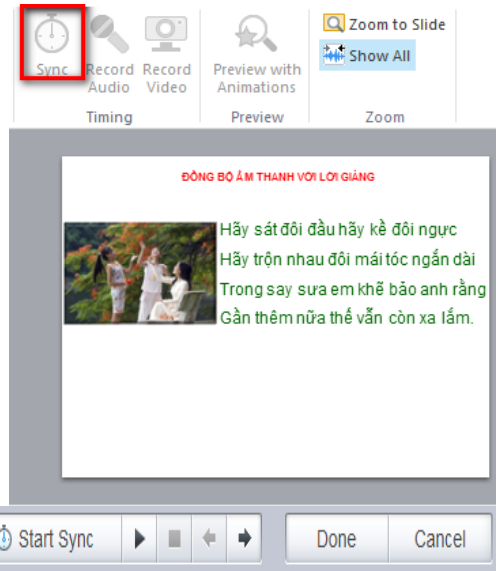 Sync
Record Audio
Record Video
Preview with Animations
Zoom to Slide
Show All
Timing
Preview
Zoom
ĐỒNG BỘ ÂM THANH VỚI LỜI GIẢNG
Hãy sát đôi đầu hãy kề đôi ngực
Hãy trộn nhau đôi mái tóc ngắn dài
Trong say sưa em khẽ bảo anh rằng
Gần thêm nữa thế vẫn còn xa lắm.
Start Sync
Done
Cancel